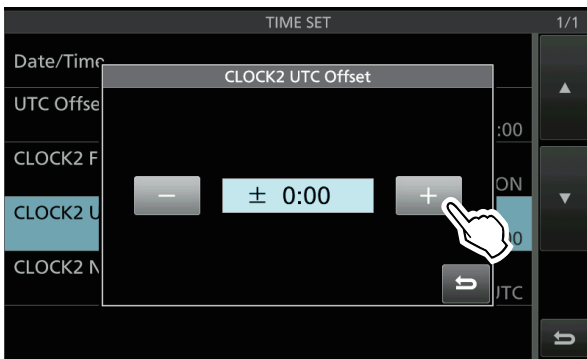 TIME SET 1/1
Date/Time
CLOCK2 UTC Offset
UTC Offse
:00
CLOCK2 F
ON
− ± 0:00 +
CLOCK2 U
00
CLOCK2 N
UTC